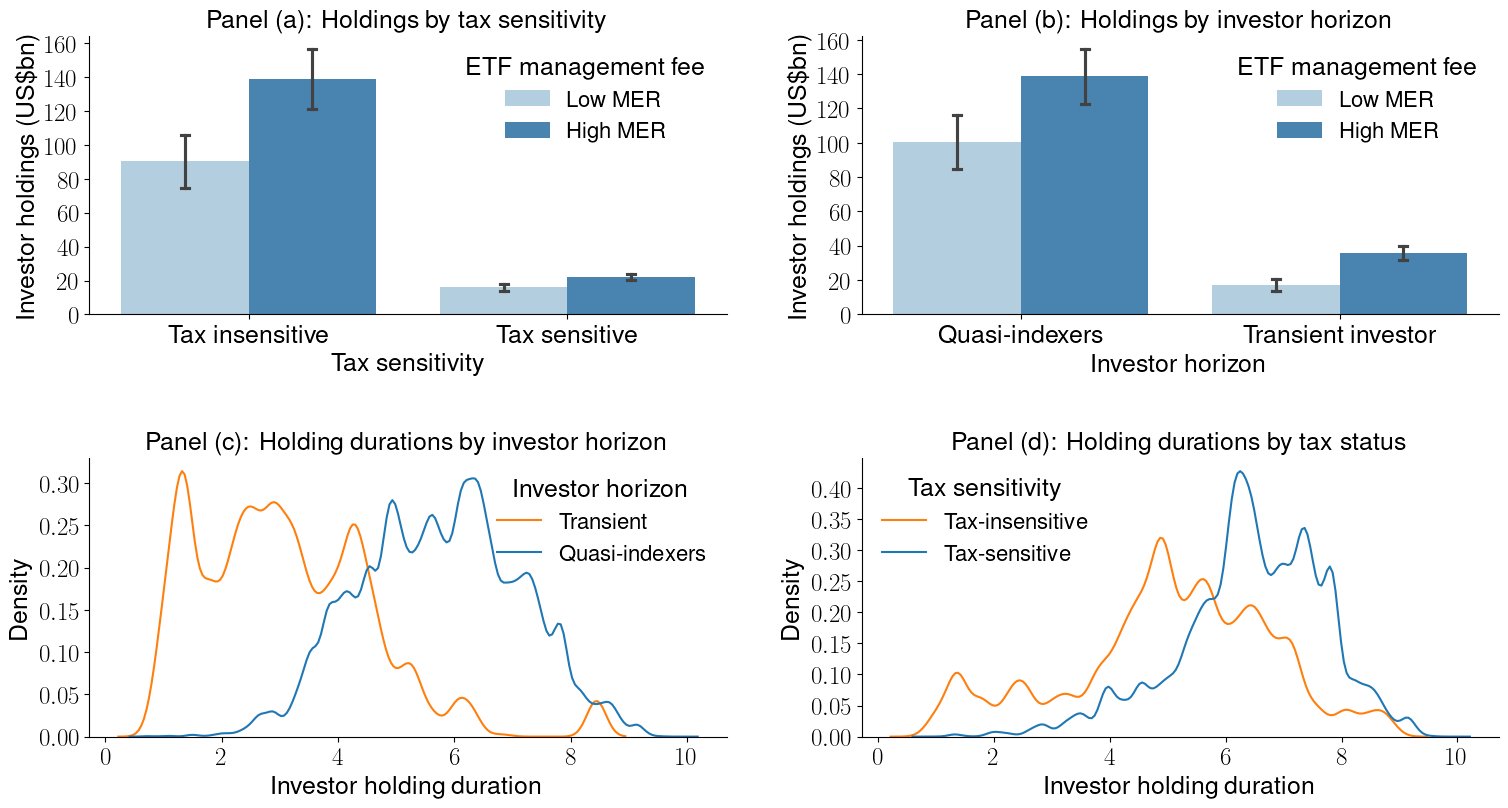 Panel (a): Holdings by tax sensitivity
Investor holdings (US$bn)
160
140
120
100
80
60
40
20
0
ETF management fee
Low MER
High MER
Tax insensitive
Tax sensitive
Tax sensitivity
Panel (b): Holdings by investor horizon
Investor holdings (US$bn)
160
140
120
100
80
60
40
20
0
ETF management fee
Low MER
High MER
Quasi-indexers
Transient investor
Investor horizon
Panel (c): Holding durations by investor horizon
Density
0.30
0.25
0.20
0.15
0.10
0.05
0.00
Investor horizon
Transient
Quasi-indexers
0 2 4 6 8 10
Investor holding duration
Panel (d): Holding durations by tax status
Density
0.40
0.35
0.30
0.25
0.20
0.15
0.10
0.05
0.00
Tax sensitivity
Tax-insensitive
Tax-sensitive
0 2 4 6 8 10
Investor holding duration